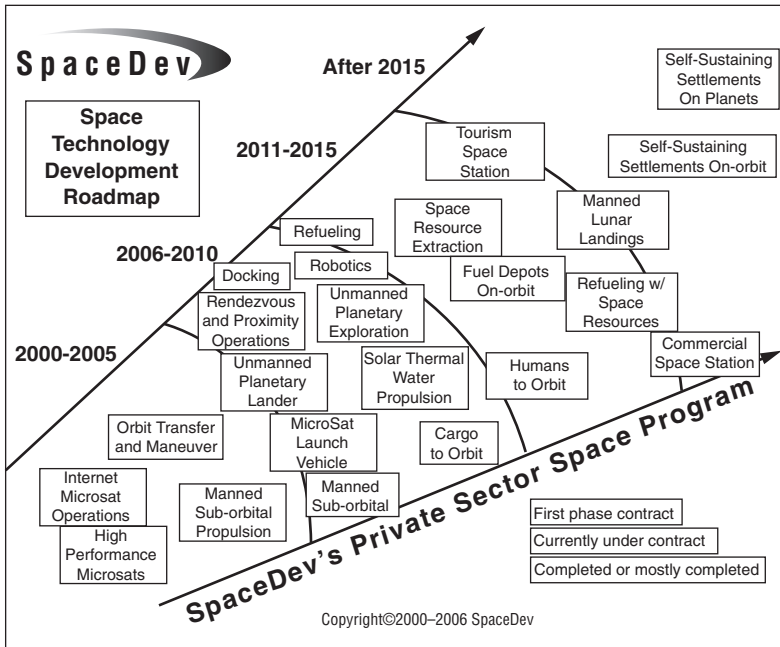 SpaceDev
Space
Technology
Development
Roadmap
After 2015
2011-2015
2006-2010
2000-2005
Self-Sustaining
Settlements
On Planets
Self-Sustaining
Settlements On-orbit
Tourism
Space
Station
Manned
Lunar
Landings
Space
Resource
Extraction
Refueling
Robotics
Fuel Depots
On-orbit
Refueling w/
Space
Resources
Docking
Rendezvous
and Proximity
Operations
Unmanned
Planetary
Exploration
Commercial
Space Station
Unmanned
Planetary
Lander
Solar Thermal
Water
Propulsion
Humans
to Orbit
Orbit Transfer
and Maneuver
MicroSat
Launch
Vehicle
Cargo
to Orbit
Internet
Microsat
Operations
High
Performance
Microsats
Manned
Sub-orbital
Propulsion
Manned
Sub-orbital
SpaceDev's Private Sector Space Program
First phase contract
Currently under contract
Completed or mostly completed
Copyright©2000–2006 SpaceDev